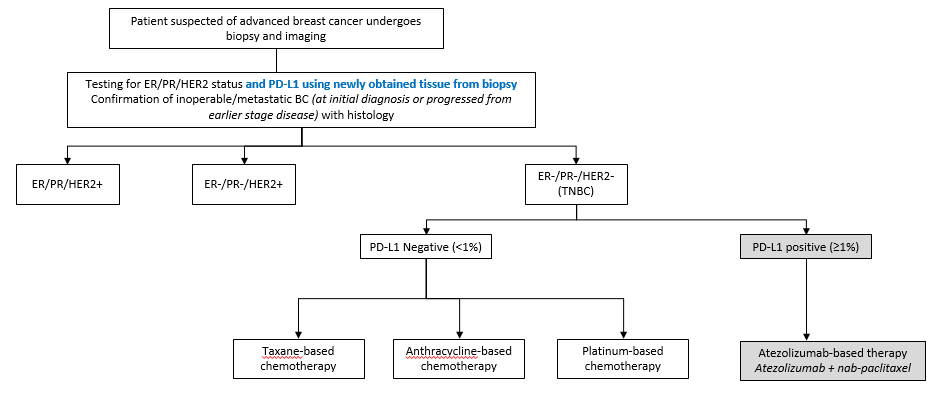 Patient suspected of advanced breast cancer undergoes
biopsy and imaging
Testing for ER/PR/HER2 status and PD-L1 using newly obtained tissue from biopsy
Confirmation of inoperable/metastatic BC (at initial diagnosis or progressed from
earlier stage disease) with histology
ER/PR/HER2+
ER-/PR-/HER2+
ER-/PR-/HER2-
(TNBC)
PD-L1 Negative (<1%)
PD-L1 positive (≥1%)
Taxane-based
chemotherapy
Anthracycline-based
chemotherapy
Platinum-based
chemotherapy
Atezolizumab-based therapy
Atezolizumab + nab-paclitaxel